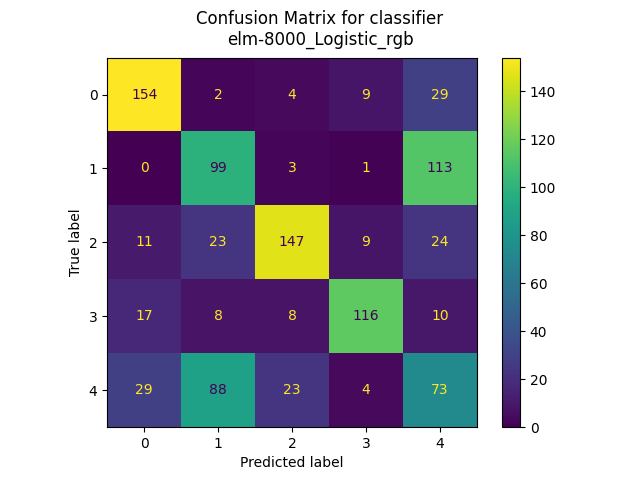 Confusion Matrix for classifier
elm-8000_Logistic_rgb
0 154 2 4 9 29
1 0 99 3 1 113
2 11 23 147 9 24
3 17 8 8 116 10
4 29 88 23 4 73
0 1 2 3 4
True label
Predicted label
140
120
100
80
60
40
20
0